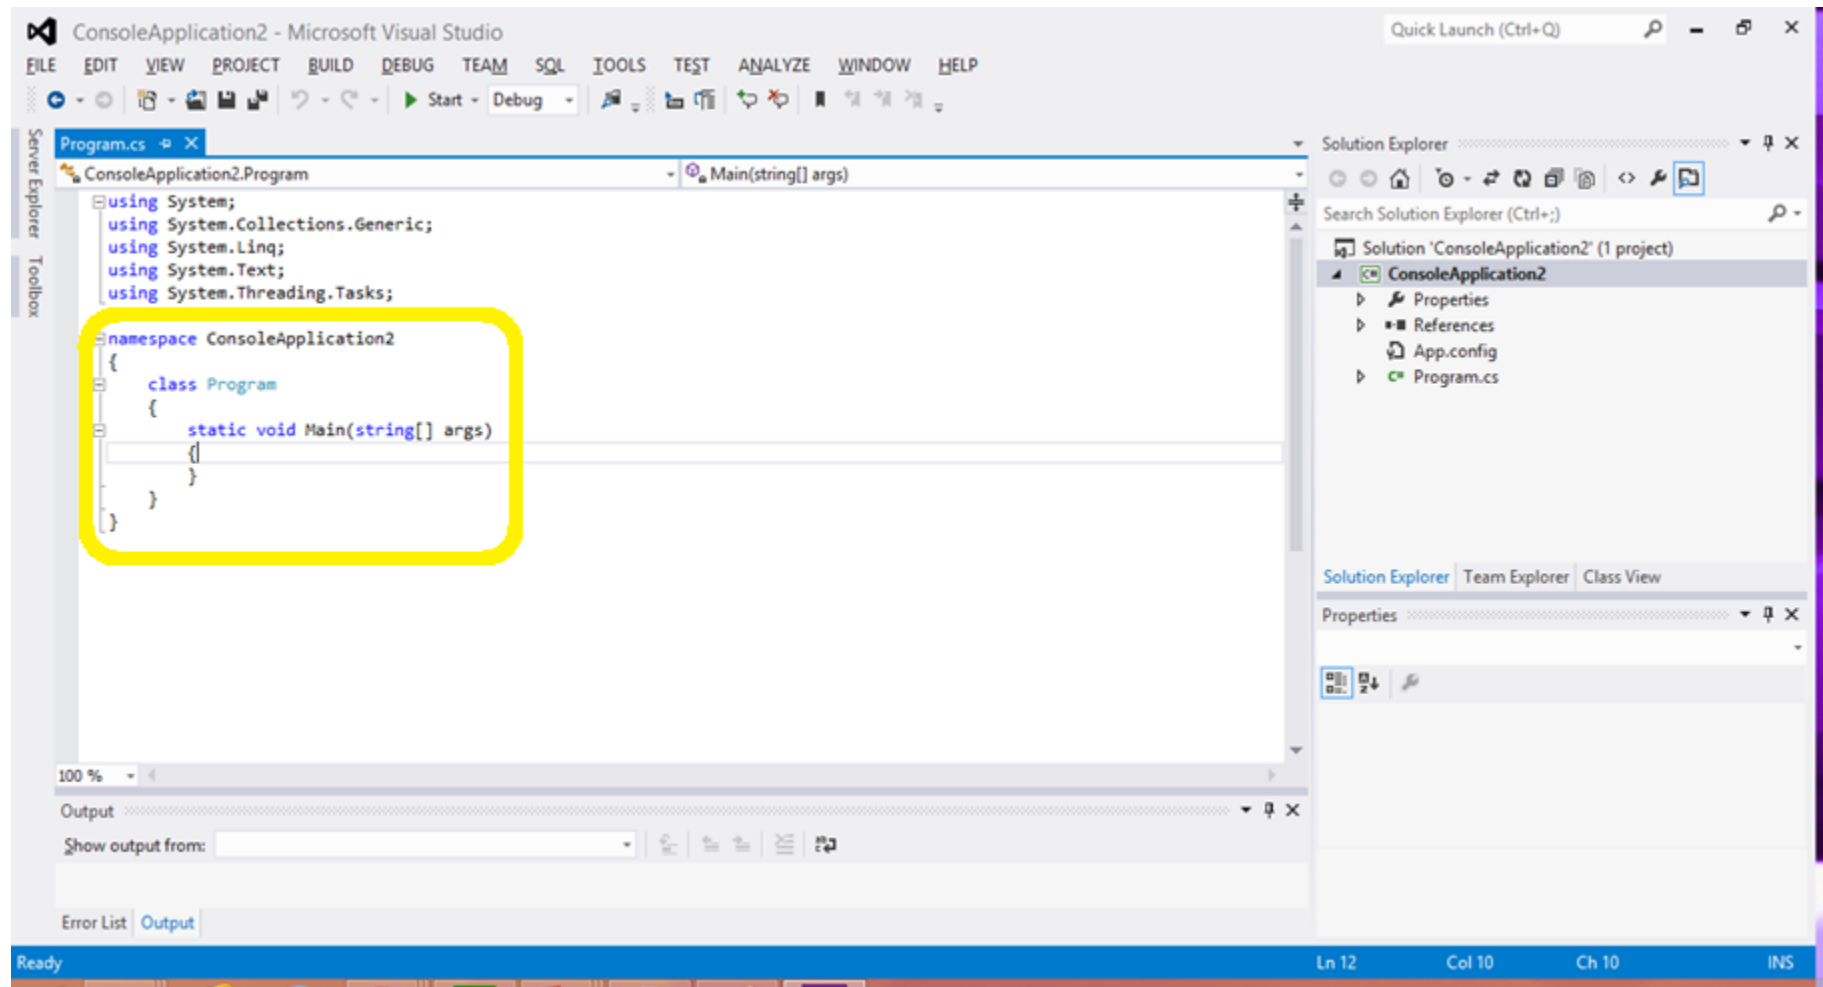 ConsoleApplication2 - Microsoft Visual Studio
Quick Launch (Ctrl+Q)
FILE EDIT VIEW PROJECT BUILD DEBUG TEAM SQL TOOLS TEST ANALYZE WINDOW HELP
Start Debug
Server Explorer
Toolbox
Program.cs
ConsoleApplication2.Program
Main(string[] args)
using System;
using System.Collections.Generic;
using System.Linq;
using System.Text;
using System.Threading.Tasks;
namespace ConsoleApplication2
{
class Program
{
static void Main(string[] args)
{
}
}
}
100 %
Output
Show output from:
Error List Output
Solution Explorer
Search Solution Explorer (Ctrl+;)
Solution 'ConsoleApplication2' (1 project)
C# ConsoleApplication2
Properties
References
App.config
C# Program.cs
Solution Explorer Team Explorer Class View
Properties
Ready
Ln 12 Col 10 Ch 10 INS